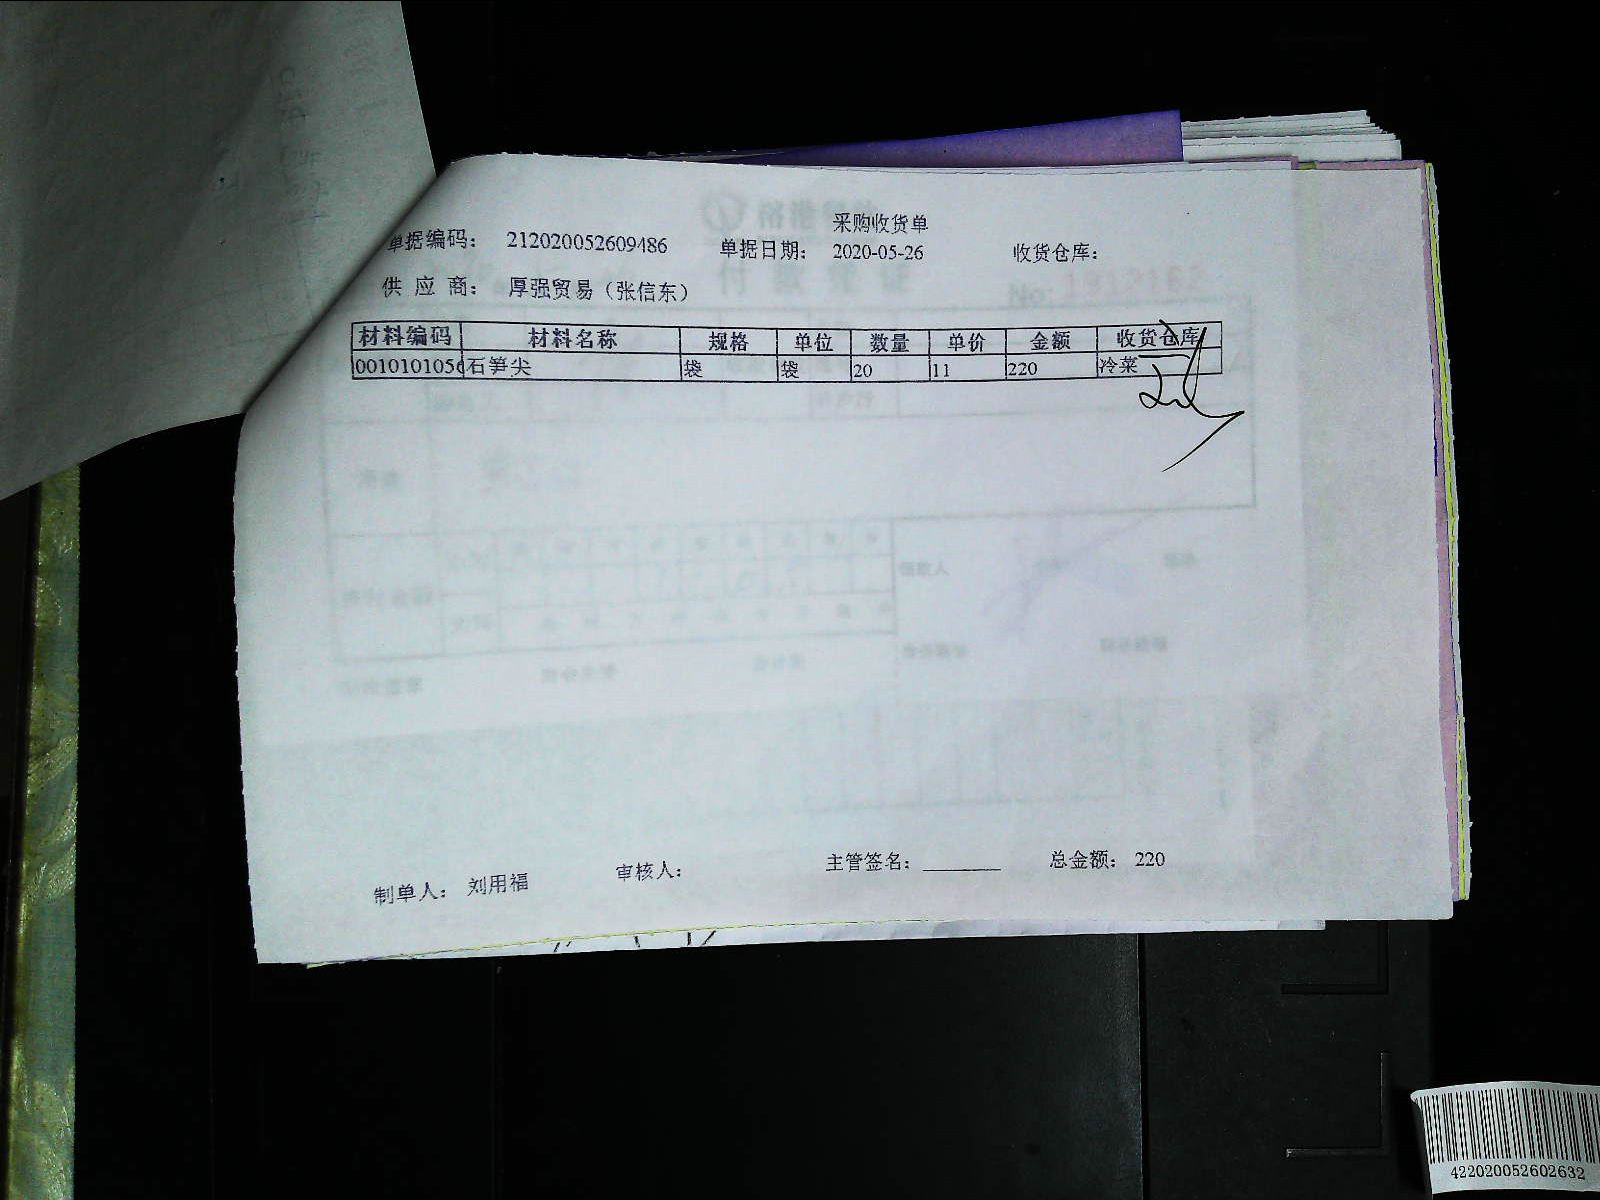 采购收货单
单据编码： 212020052609486 单据日期： 2020-05-26 收货仓库：
供 应 商： 厚强贸易（张信东）
材料编码 材料名称 规格 单位 数量 单价 金额 收货仓库
0010101056 石笋尖 袋 袋 20 11 220 冷菜
制单人： 刘用福 审核人： 主管签名： 总金额： 220
422020052602632